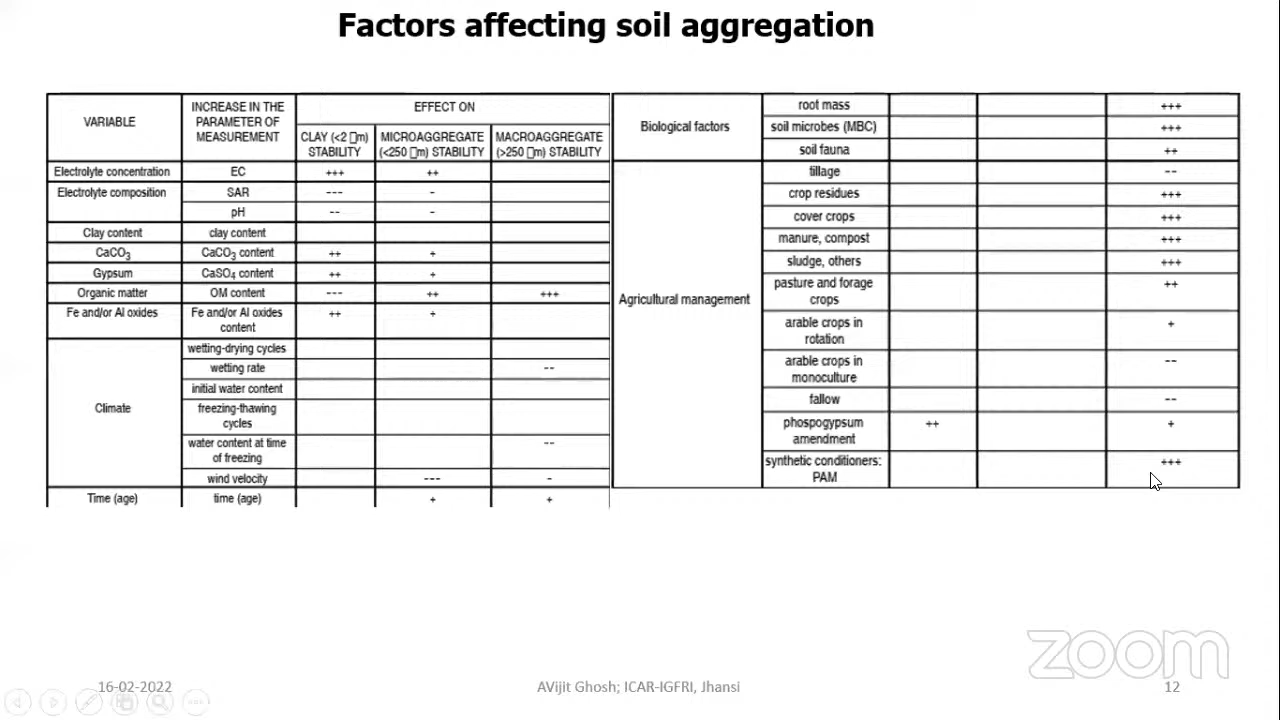 Factors affecting soil aggregation
VARIABLE
INCREASE IN THE
PARAMETER OF
MEASUREMENT
EFFECT ON
CLAY (<2 □m)
STABILITY
MICROAGGREGATE
(<250 □m) STABILITY
MACROAGGREGATE
(>250 □m) STABILITY
Electrolyte concentration EC +++ ++
Electrolyte composition SAR --- -
pH -- -
Clay content clay content
CaCO₃ CaCO₃ content ++ +
Gypsum CaSO₄ content ++ +
Organic matter OM content --- ++ +++
Fe and/or Al oxides Fe and/or Al oxides ++ +
content
Climate
wetting-drying cycles
wetting rate --
initial water content
freezing-thawing
cycles
water content at time --
of freezing
wind velocity --- -
Time (age) time (age) + +
Biological factors
root mass +++
soil microbes (MBC) +++
soil fauna ++
Agricultural management
tillage --
crop residues +++
cover crops +++
manure, compost +++
sludge, others +++
pasture and forage ++
crops
arable crops in +
rotation
arable crops in --
monoculture
fallow --
phospogypsum ++ +
amendment
synthetic conditioners: +++
PAM
zoom
16-02-2022
AVijit Ghosh; ICAR-IGFRI, Jhansi
12